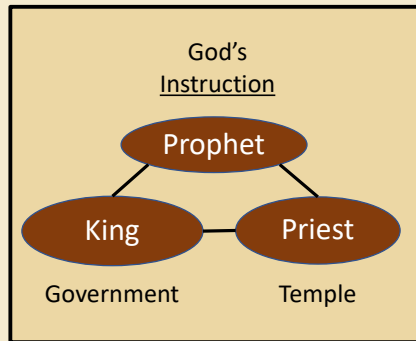 God’s
Instruction
Prophet
King
Priest
Government
Temple